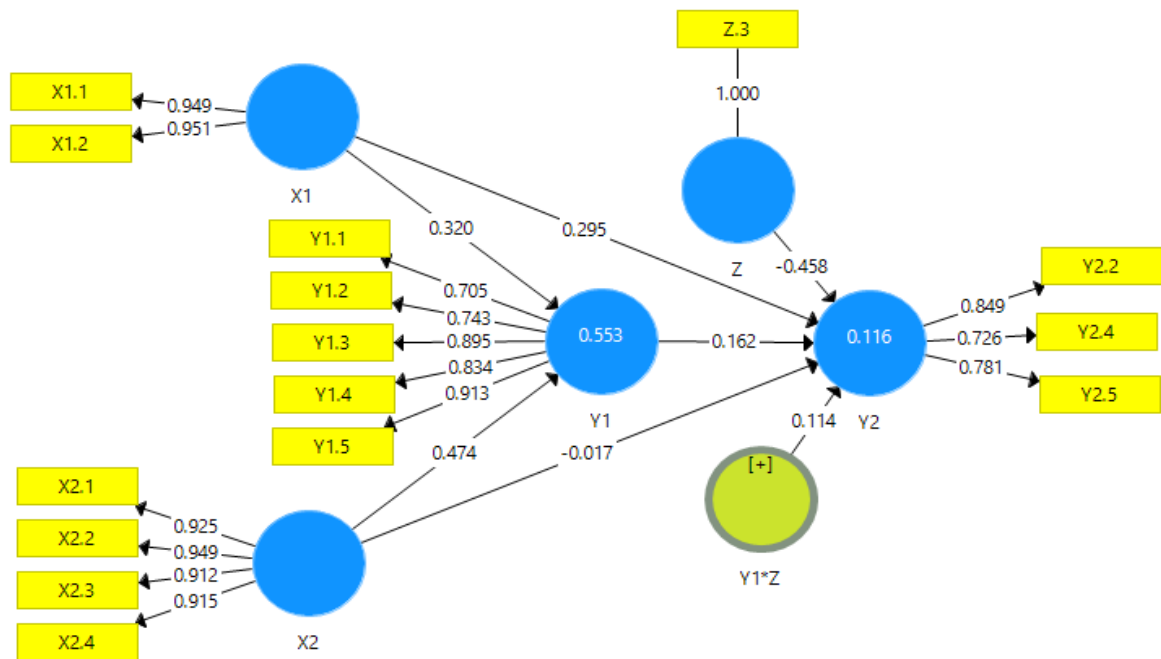 Z.3
X1.1
0.949
1.000
X1.2
0.951
X1
Y1.1
0.320
0.295
Z
-0.458
Y2.2
0.705
Y1.2
0.743
0.849
Y1.3
0.895
0.553
0.162
0.116
0.726
Y2.4
0.834
0.781
Y1.4
0.913
Y2.5
Y1
Y2
Y1.5
0.474
-0.017
0.114
[+]
X2.1
0.925
X2.2
0.949
X2.3
0.912
0.915
Y1*Z
X2.4
X2